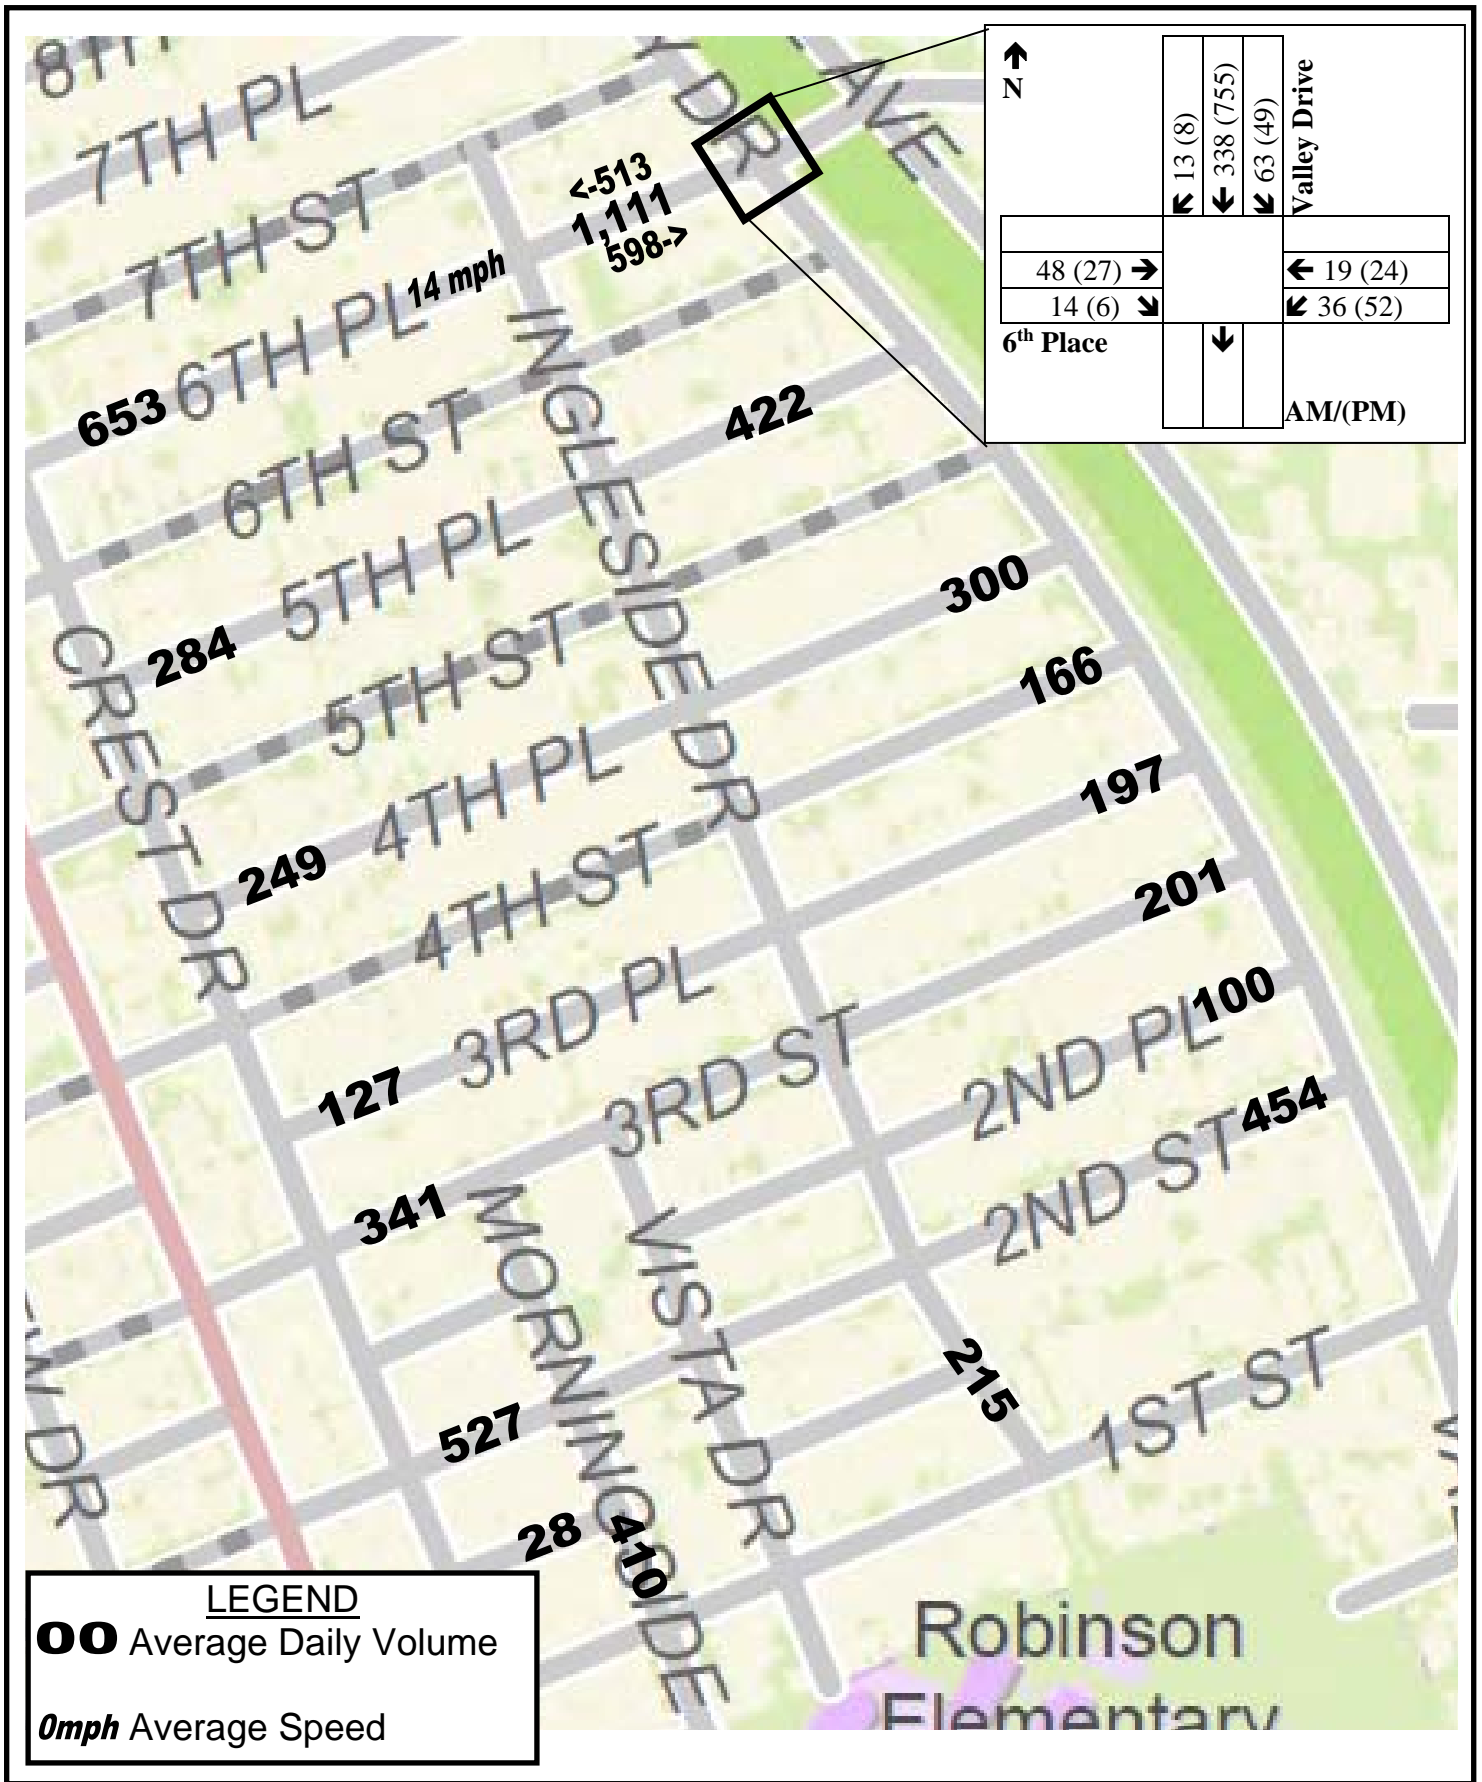 8TH
7TH PL
7TH ST
6TH PL
14 mph
653
6TH ST
5TH PL
284
5TH ST
4TH PL
249
4TH ST
3RD PL
127
3RD ST
341
2ND PL
100
2ND ST
454
527
28
1ST ST
Y DR
AVE
<-513
1,111
598->
422
300
166
197
201
215
410
INGLESIDE DR
CREST DR
MORNINGSIDE
VISTA DR
W DR
Robinson
Elementary
↑
N
↙ 13 (8)
↓ 338 (755)
↘ 63 (49)
Valley Drive
48 (27) →
14 (6) ↘
← 19 (24)
↙ 36 (52)
6th Place
↓
AM/(PM)
LEGEND
00 Average Daily Volume
0mph Average Speed